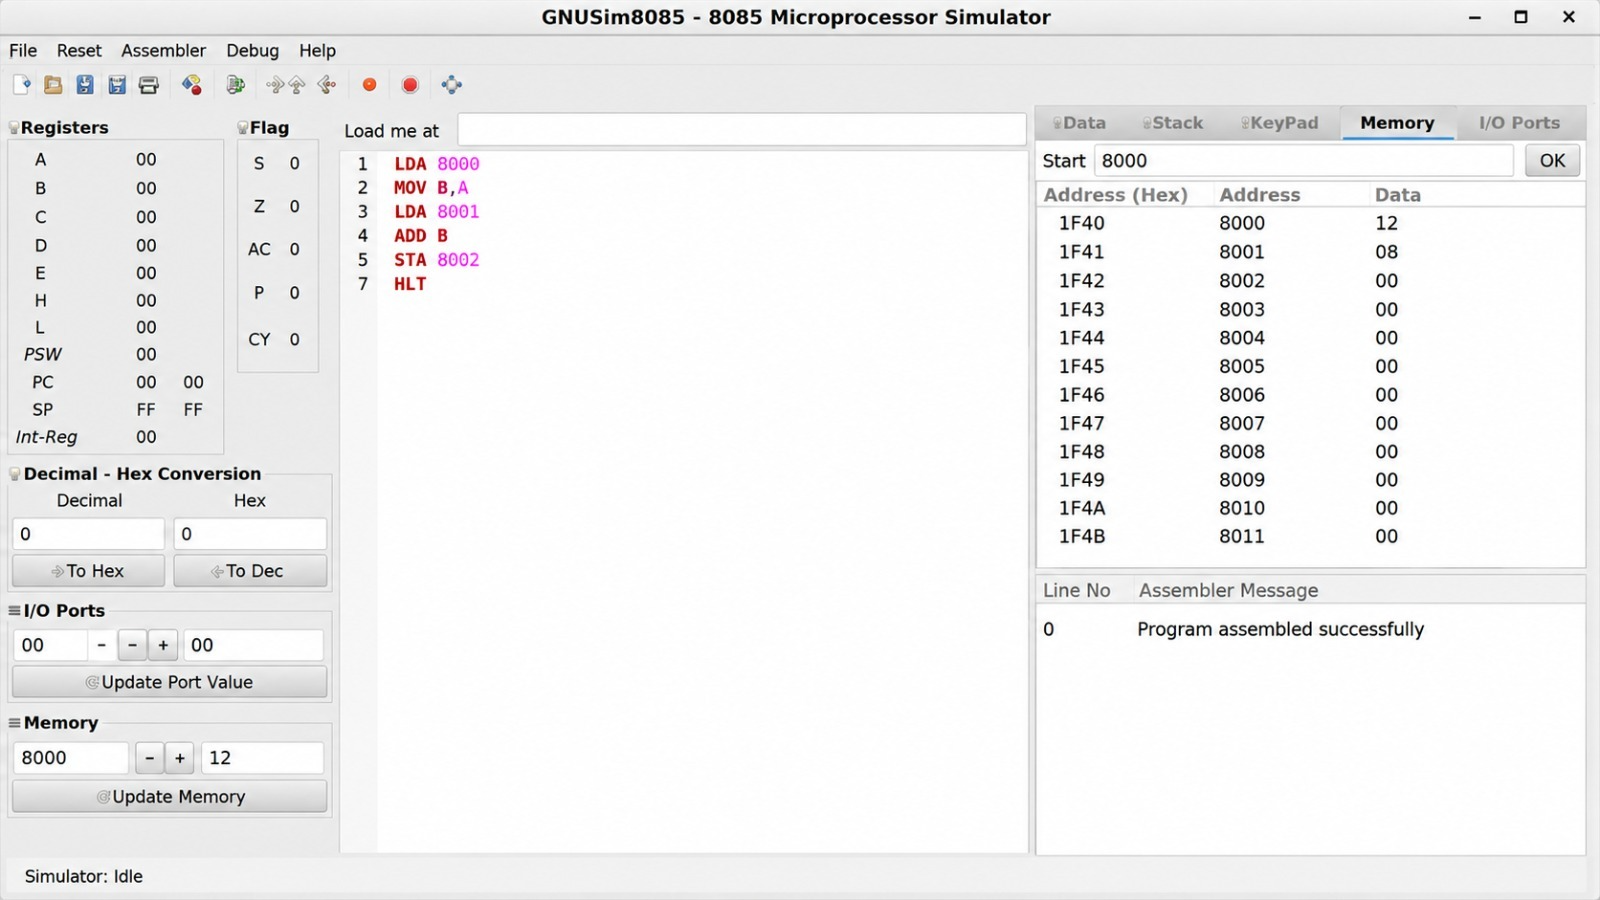 GNUSim8085 - 8085 Microprocessor Simulator
File Reset Assembler Debug Help
Registers
A 00
B 00
C 00
D 00
E 00
H 00
L 00
PSW 00
PC 00 00
SP FF FF
Int-Reg 00
Flag
S 0
Z 0
AC 0
P 0
CY 0
Decimal - Hex Conversion
Decimal Hex
0 0
To Hex To Dec
I/O Ports
00 - - + 00
Update Port Value
Memory
8000 - + 12
Update Memory
Load me at
1 LDA 8000
2 MOV B,A
3 LDA 8001
4 ADD B
5 STA 8002
7 HLT
Data Stack KeyPad Memory I/O Ports
Start 8000 OK
Address (Hex) Address Data
1F40 8000 12
1F41 8001 08
1F42 8002 00
1F43 8003 00
1F44 8004 00
1F45 8005 00
1F46 8006 00
1F47 8007 00
1F48 8008 00
1F49 8009 00
1F4A 8010 00
1F4B 8011 00
Line No Assembler Message
0 Program assembled successfully
Simulator: Idle